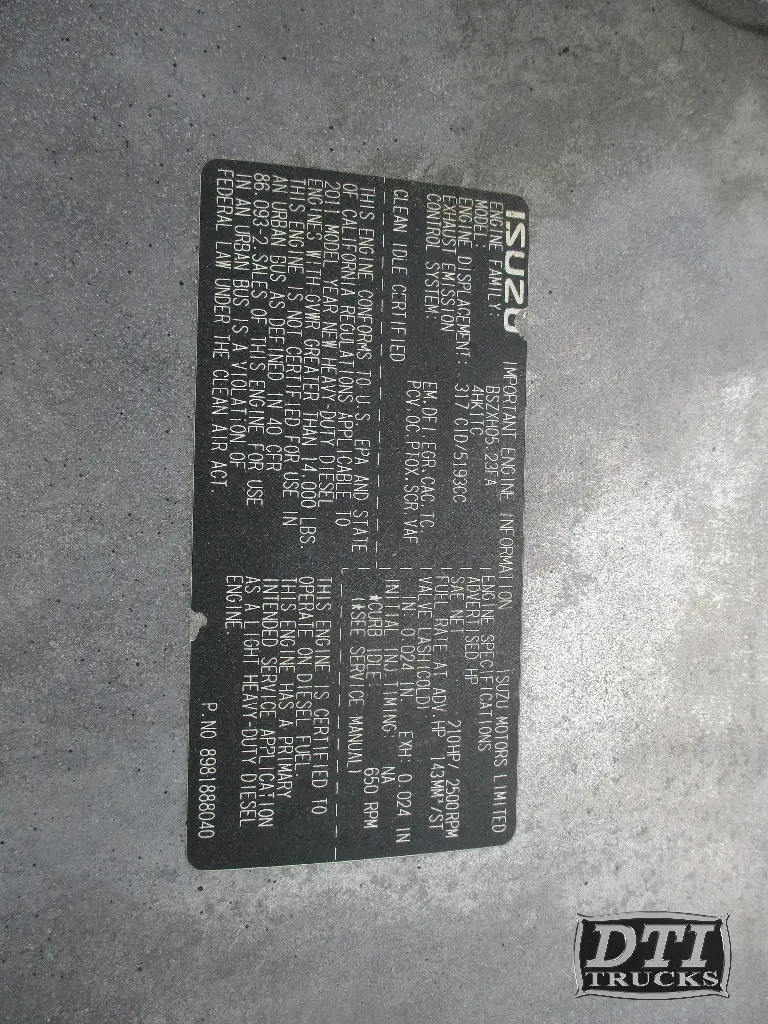 ISUZU
IMPORTANT ENGINE INFORMATION
ISUZU MOTORS LIMITED
ENGINE FAMILY: BSZXH05.23FA
MODEL: 4HK1TC
ENGINE DISPLACEMENT: 317 CID/5193CC
EXHAUST EMISSION EM,DFI,EGR,CAC,TC,
CONTROL SYSTEM: PCV,OC,PTOX,SCR,VAF
CLEAN IDLE CERTIFIED
THIS ENGINE CONFORMS TO U.S. EPA AND STATE
OF CALIFORNIA REGULATIONS APPLICABLE TO
2011 MODEL YEAR NEW HEAVY-DUTY DIESEL
ENGINES WITH GVWR GREATER THAN 14,000 LBS.
THIS ENGINE IS NOT CERTIFIED FOR USE IN
AN URBAN BUS AS DEFINED IN 40 CFR
86.093-2.SALES OF THIS ENGINE FOR USE
IN AN URBAN BUS IS A VIOLATION OF
FEDERAL LAW UNDER THE CLEAN AIR ACT.
ENGINE SPECIFICATIONS
ADVERTISED HP
SAE NET 210HP/ 2500RPM
FUEL RATE AT ADV.HP 143MM³/ST
VALVE LASH(COLD)
IN: 0.024 IN. EXH: 0.024 IN
INITIAL INJ.TIMING: NA
*CURB IDLE: 650 RPM
(*SEE SERVICE MANUAL)
THIS ENGINE IS CERTIFIED TO
OPERATE ON DIESEL FUEL.
THIS ENGINE HAS A PRIMARY
INTENDED SERVICE APPLICATION
AS A LIGHT HEAVY-DUTY DIESEL
ENGINE.
P.NO 8981888040
DTI
TRUCKS